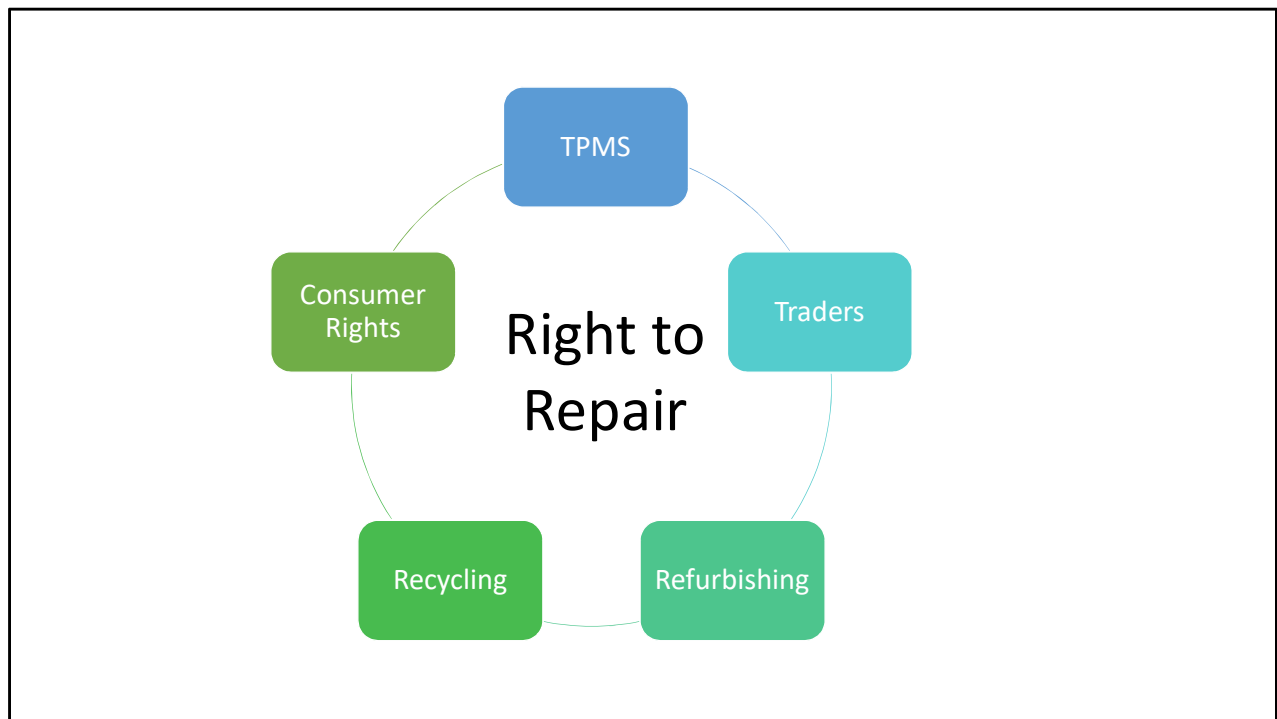 TPMS
Consumer
Rights
Traders
Right to
Repair
Recycling
Refurbishing